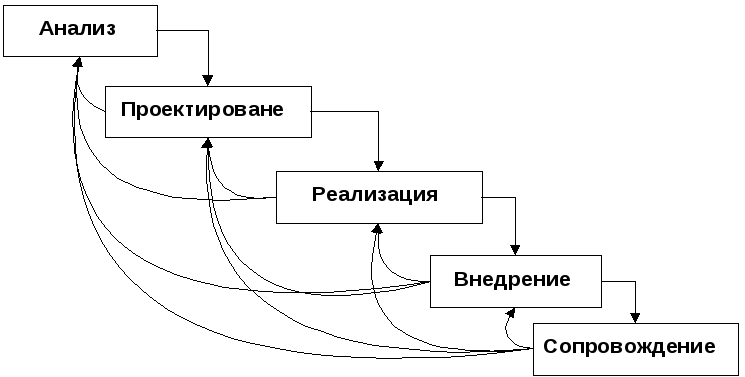 Анализ
Проектироване
Реализация
Внедрение
Сопровождение